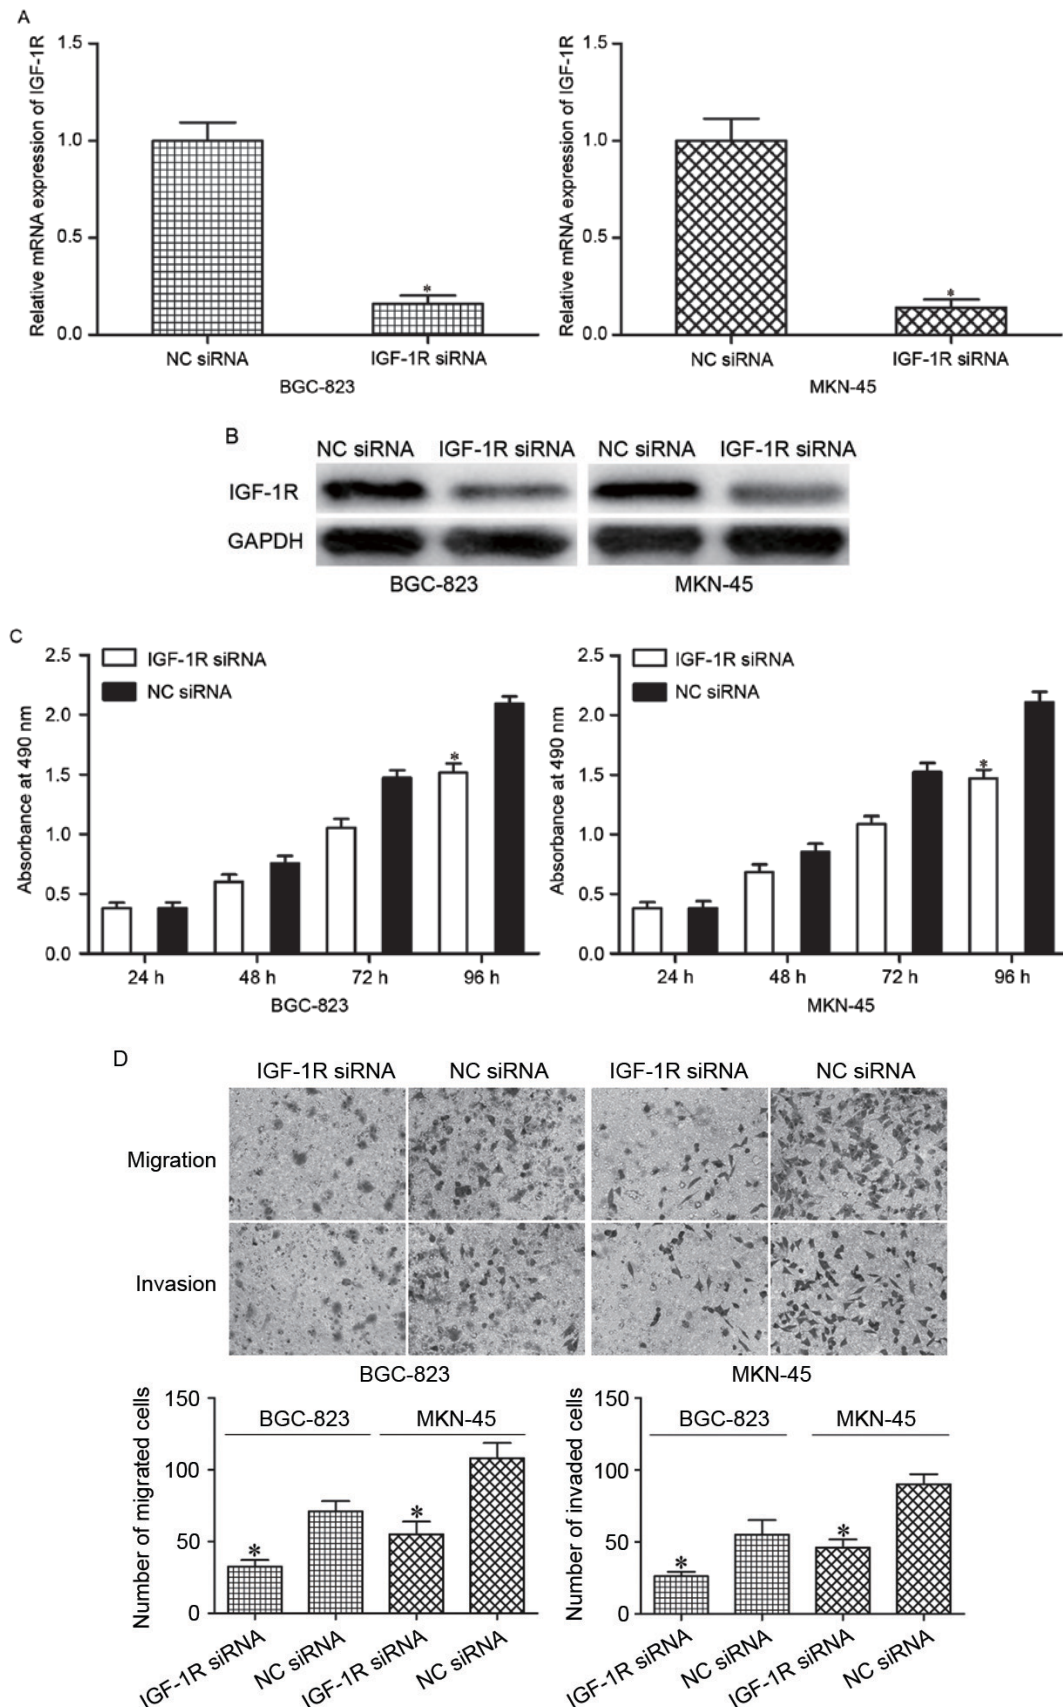 A
Relative mRNA expression of IGF-1R
1.5
1.0
0.5
0.0
NC siRNA
IGF-1R siRNA
*
BGC-823
Relative mRNA expression of IGF-1R
1.5
1.0
0.5
0.0
NC siRNA
IGF-1R siRNA
*
MKN-45
B
NC siRNA IGF-1R siRNA NC siRNA IGF-1R siRNA
IGF-1R
GAPDH
BGC-823 MKN-45
C
Absorbance at 490 nm
2.5
2.0
1.5
1.0
0.5
0.0
IGF-1R siRNA
NC siRNA
*
24 h 48 h 72 h 96 h
BGC-823
Absorbance at 490 nm
2.5
2.0
1.5
1.0
0.5
0.0
IGF-1R siRNA
NC siRNA
*
24 h 48 h 72 h 96 h
MKN-45
D
IGF-1R siRNA NC siRNA IGF-1R siRNA NC siRNA
Migration
Invasion
BGC-823 MKN-45
Number of migrated cells
150
100
50
0
BGC-823 MKN-45
* *
IGF-1R siRNA NC siRNA IGF-1R siRNA NC siRNA
Number of invaded cells
150
100
50
0
BGC-823 MKN-45
* *
IGF-1R siRNA NC siRNA IGF-1R siRNA NC siRNA